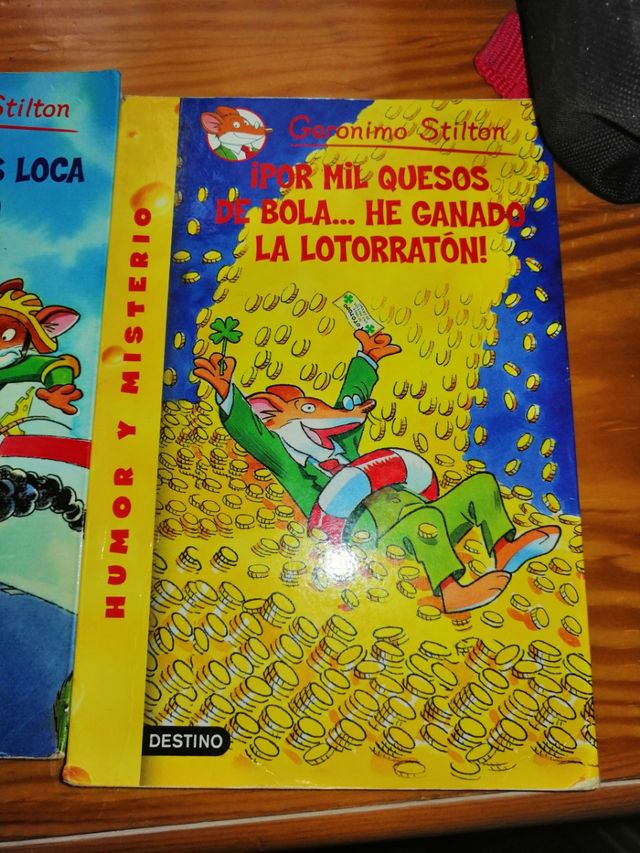 Stilton
S LOCA
Geronimo Stilton
¡POR MIL QUESOS
DE BOLA... HE GANADO
LA LOTORRATÓN!
HUMOR Y MISTERIO
DESTINO